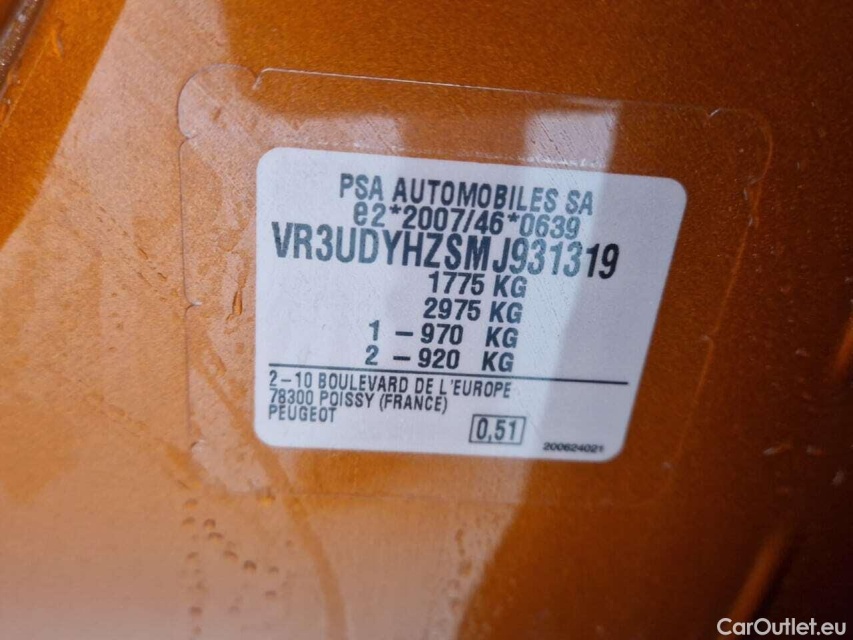 PSA AUTOMOBILES SA
e2*2007/46*0639
VR3UDYHZSMJ931319
1775 KG
2975 KG
1 – 970 KG
2 – 920 KG
2 – 10 BOULEVARD DE L'EUROPE
78300 POISSY (FRANCE)
PEUGEOT
0,51
200624021
CarOutlet.eu